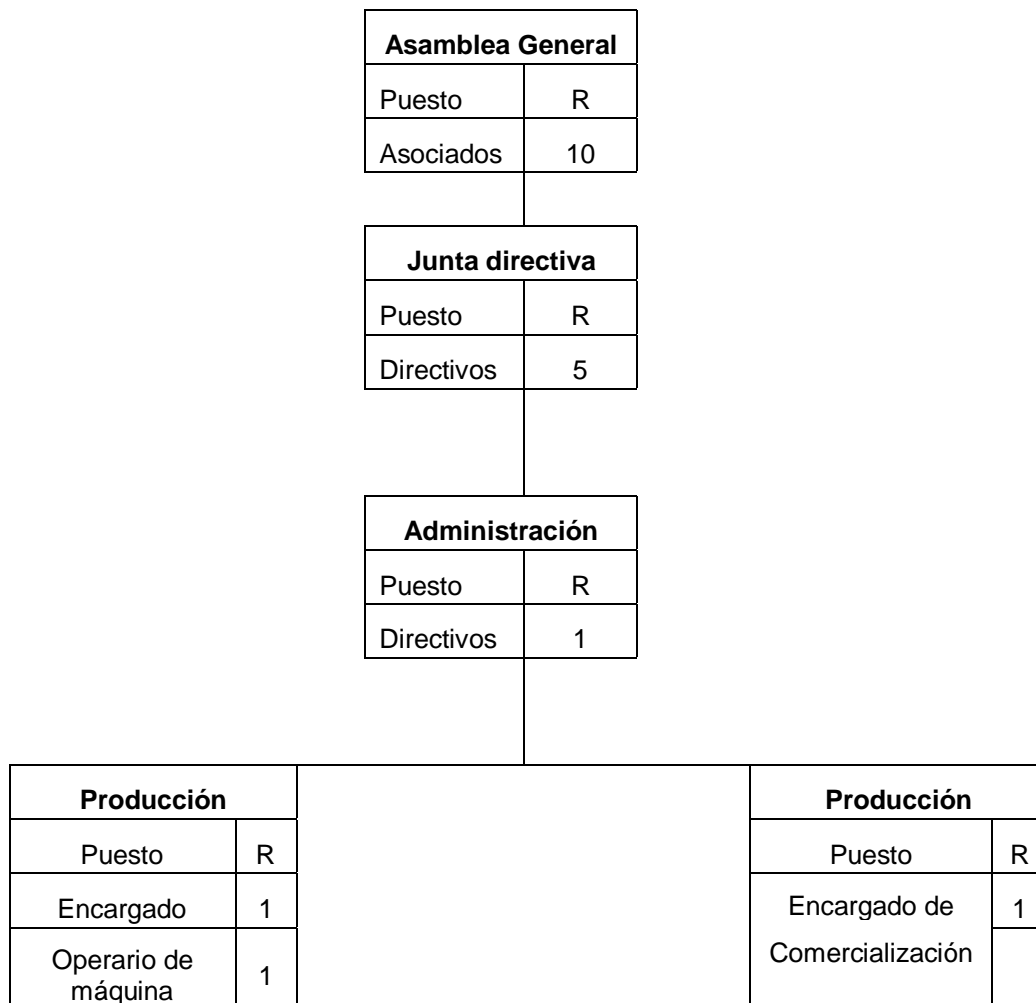 Asamblea General
Puesto R
Asociados 10
Junta directiva
Puesto R
Directivos 5
Administración
Puesto R
Directivos 1
Producción
Puesto R
Encargado 1
Operario de
máquina 1
Producción
Puesto R
Encargado de 1
Comercialización